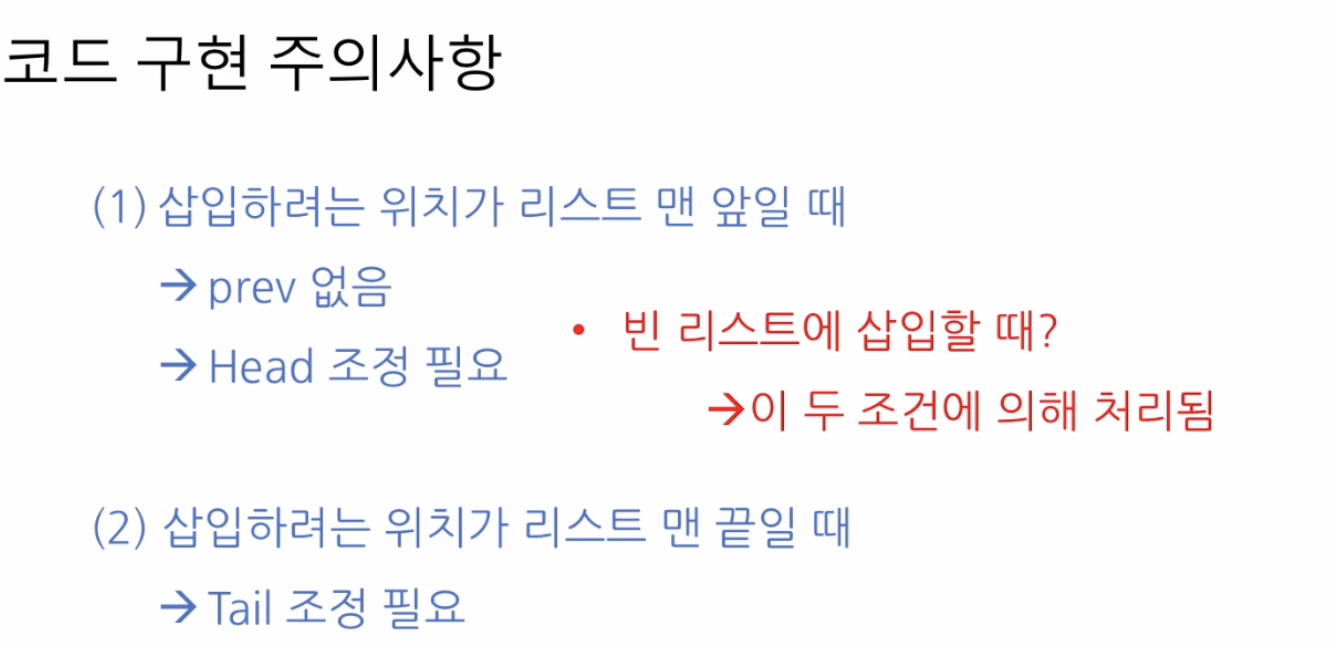 코드 구현 주의사항
(1) 삽입하려는 위치가 리스트 맨 앞일 때
→ prev 없음
→ Head 조정 필요
• 빈 리스트에 삽입할 때?
→이 두 조건에 의해 처리됨
(2) 삽입하려는 위치가 리스트 맨 끝일 때
→ Tail 조정 필요